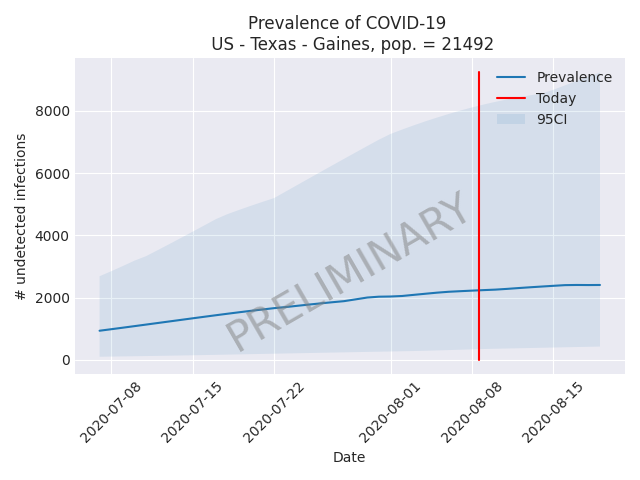 Prevalence of COVID-19
US - Texas - Gaines, pop. = 21492
Prevalence
Today
95CI
# undetected infections
8000
6000
4000
2000
0
PRELIMINARY
2020-07-08
2020-07-15
2020-07-22
2020-08-01
2020-08-08
2020-08-15
Date